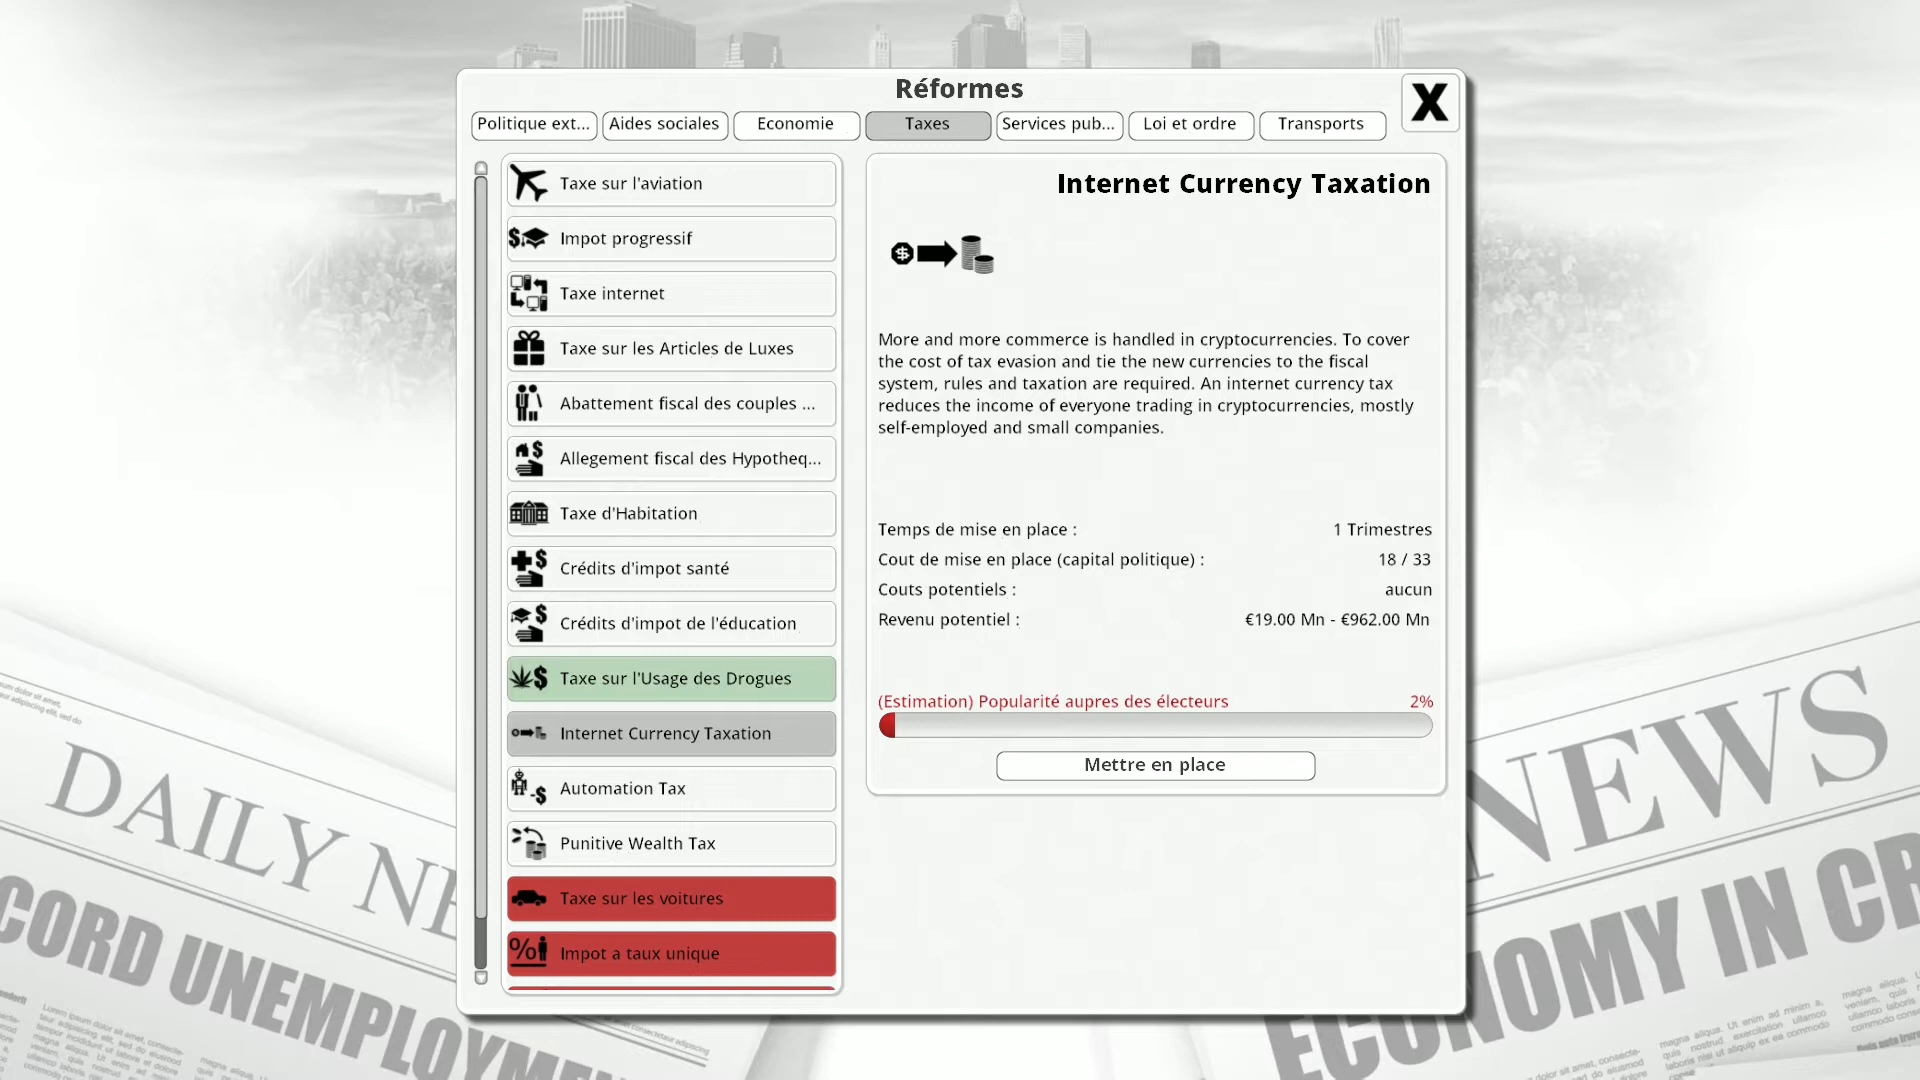 Réformes
X
Politique ext...
Aides sociales
Economie
Taxes
Services pub...
Loi et ordre
Transports
Taxe sur l'aviation
Impot progressif
Taxe internet
Taxe sur les Articles de Luxes
Abattement fiscal des couples ...
Allegement fiscal des Hypotheq...
Taxe d'Habitation
Crédits d'impot santé
Crédits d'impot de l'éducation
Taxe sur l'Usage des Drogues
Internet Currency Taxation
Automation Tax
Punitive Wealth Tax
Taxe sur les voitures
Impot a taux unique
Internet Currency Taxation
More and more commerce is handled in cryptocurrencies. To cover
the cost of tax evasion and tie the new currencies to the fiscal
system, rules and taxation are required. An internet currency tax
reduces the income of everyone trading in cryptocurrencies, mostly
self-employed and small companies.
Temps de mise en place : 1 Trimestres
Cout de mise en place (capital politique) : 18 / 33
Couts potentiels : aucun
Revenu potentiel : €19.00 Mn - €962.00 Mn
(Estimation) Popularité aupres des électeurs 2%
Mettre en place
DAILY NE
CORD UNEMPLOYME
NEWS
ECONOMY IN CR